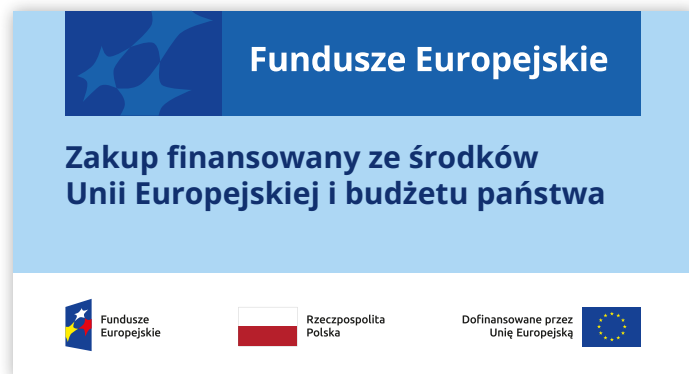 Fundusze Europejskie
Zakup finansowany ze środków
Unii Europejskiej i budżetu państwa
Fundusze
Europejskie
Rzeczpospolita
Polska
Dofinansowane przez
Unię Europejską